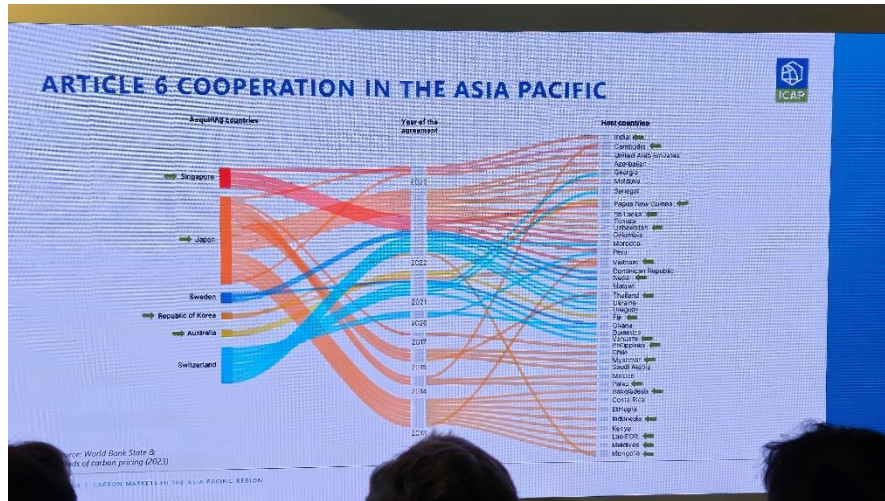 ARTICLE 6 COOPERATION IN THE ASIA PACIFIC
ICAP
Acquiring countries
Year of the
agreement
Host countries
Singapore
Japan
Sweden
Republic of Korea
Australia
Switzerland
2022
2021
2020
2017
2015
2014
2013
India
Cambodia
United Arab Emirates
Azerbaijan
Georgia
Moldova
Senegal
Papua New Guinea
Sri Lanka
Tunisia
Uzbekistan
Colombia
Morocco
Peru
Vietnam
Dominican Republic
Nepal
Malawi
Thailand
Ukraine
Uruguay
Fiji
Ghana
Dominica
Vanuatu
Philippines
Chile
Myanmar
Saudi Arabia
Mexico
Palau
Bangladesh
Costa Rica
Ethiopia
Indonesia
Kenya
Lao PDR
Maldives
Mongolia
World Bank State &
of carbon pricing (2023)
CARBON MARKETS IN THE ASIA PACIFIC REGION